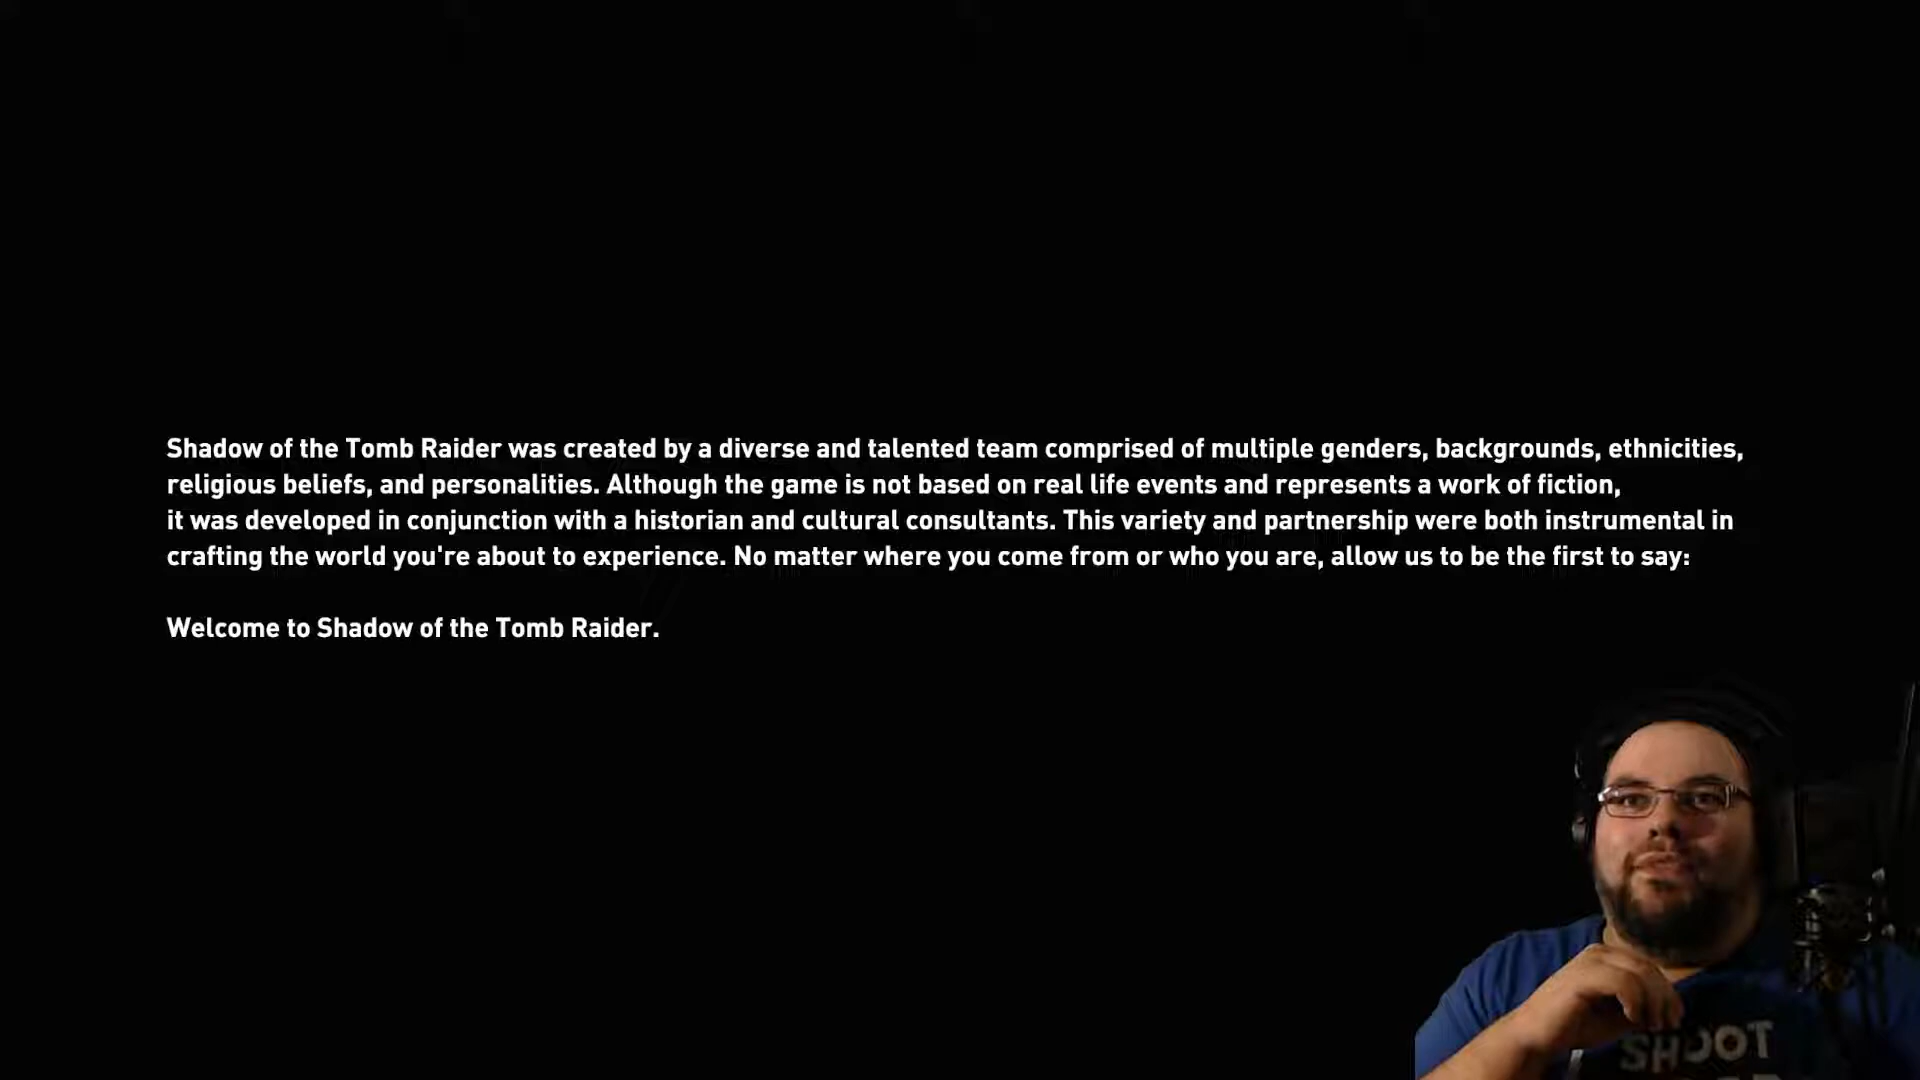 Shadow of the Tomb Raider was created by a diverse and talented team comprised of multiple genders, backgrounds, ethnicities,
religious beliefs, and personalities. Although the game is not based on real life events and represents a work of fiction,
it was developed in conjunction with a historian and cultural consultants. This variety and partnership were both instrumental in
crafting the world you're about to experience. No matter where you come from or who you are, allow us to be the first to say:
Welcome to Shadow of the Tomb Raider.
SHOOT